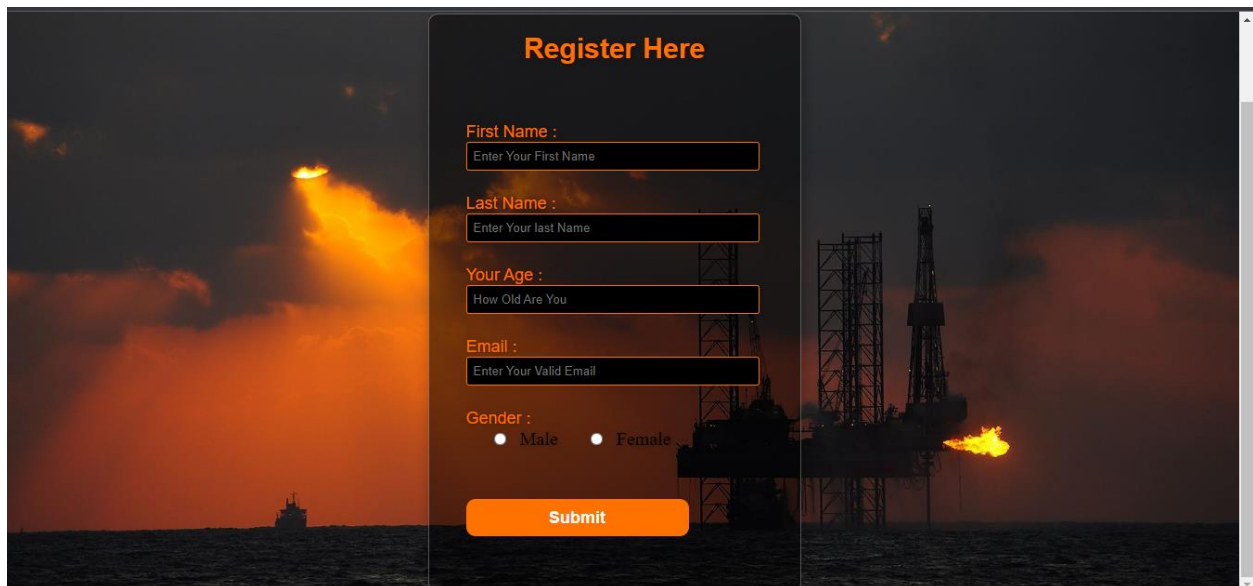 Register Here
First Name :
Enter Your First Name
Last Name :
Enter Your last Name
Your Age :
How Old Are You
Email :
Enter Your Valid Email
Gender :
Male Female
Submit